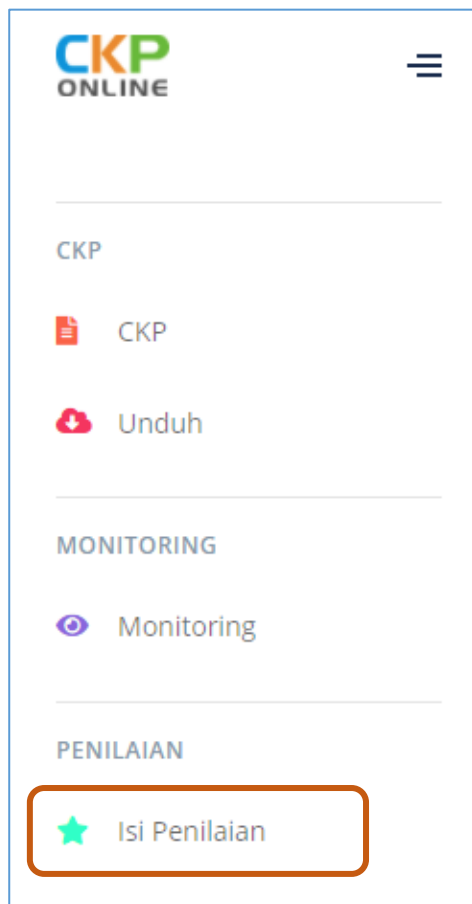 CKP
ONLINE
CKP
CKP
Unduh
MONITORING
Monitoring
PENILAIAN
Isi Penilaian